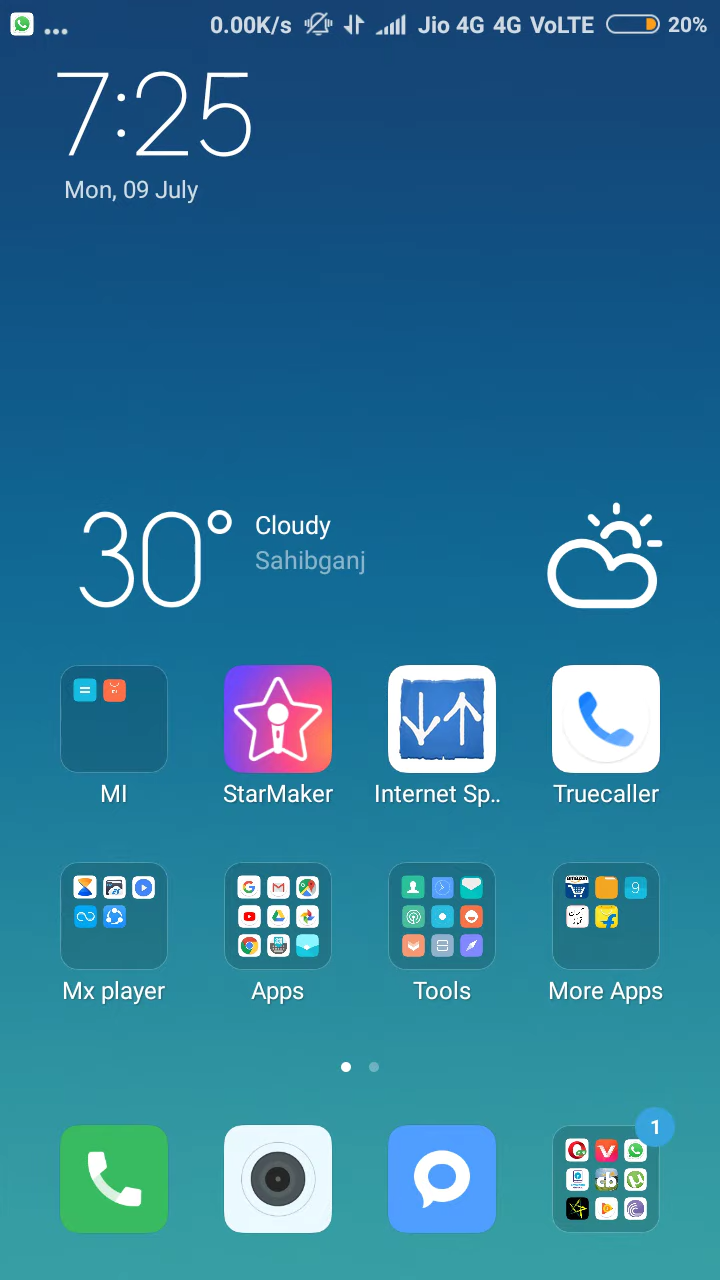 ... 0.00K/s Jio 4G 4G VoLTE 20%
7:25
Mon, 09 July
30° Cloudy
Sahibganj
MI StarMaker Internet Sp.. Truecaller
9
Mx player Apps Tools More Apps
1